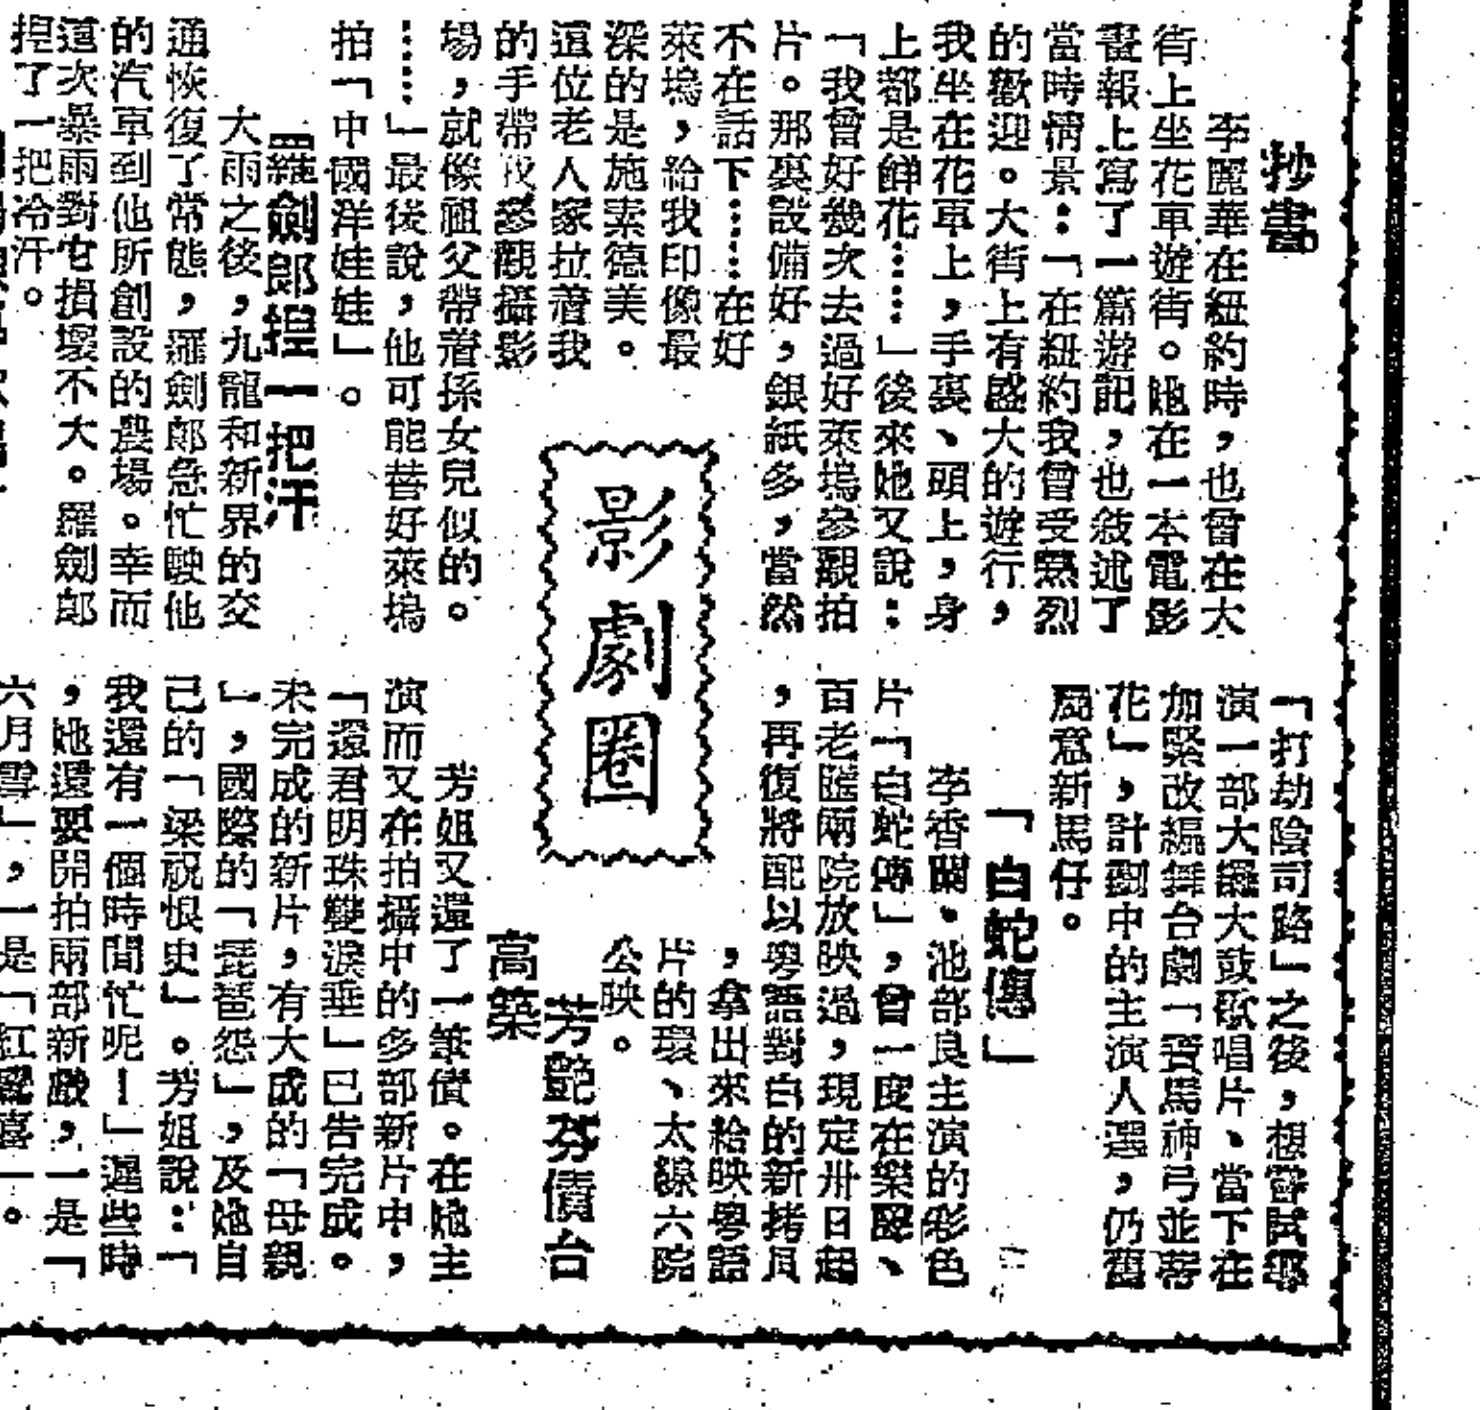 抄書
李麗華在紐約時，也曾在大
街上坐花車遊街。她在一本電影
畫報上寫了一篇遊記，也敍述了
當時情景：「在紐約我曾受熱烈
的歡迎。大街上有盛大的遊行，
我坐在花車上，手裏、頭上，身
上都是鮮花……」後來她又說：
「我曾好幾次去過好萊塢參觀拍
片。那裏設備好，銀紙多，當然
不在話下……在好
萊塢，給我印像最
深的是施素德美。
這位老人家拉着我
的手帶我參觀攝影
場，就像祖父帶着孫女兒似的。
……」最後說，他可能替好萊塢
拍「中國洋娃娃」。
羅劍郎揑一把汗
大雨之後，九龍和新界的交
通恢復了常態，羅劍郎急忙駛他
的汽車到他所創設的農場。幸而
這次暴雨對它損壞不大。羅劍郎
揑了一把冷汗。
影劇圈
「打劫陰司路」之後，想嘗試導
演一部大鑼大鼓歌唱片、當下在
加緊改編舞台劇「賣馬神弓並蒂
花」，計劃中的主演人選，仍舊
屬意新馬仔。
「白蛇傳」
李香蘭、池部良主演的彩色
片「白蛇傳」，曾一度在樂聲、
百老匯兩院放映過，現定卅日起
，再復將配以粵語對白的新拷貝
，拿出來給映粵語
片的環、太線六院
公映。
芳艷芬債台
高築
芳姐又還了一筆債。在她主
演而又在拍攝中的多部新片中，
「還君明珠雙淚垂」已告完成。
未完成的新片，有大成的「母親
」，國際的「琵琶怨」，及她自
己的「梁祝恨史」。芳姐說：「
我還有一個時間忙呢！」遲些時
，她還要開拍兩部新戲，一是「
六月雪」，一是「紅鸞喜」。